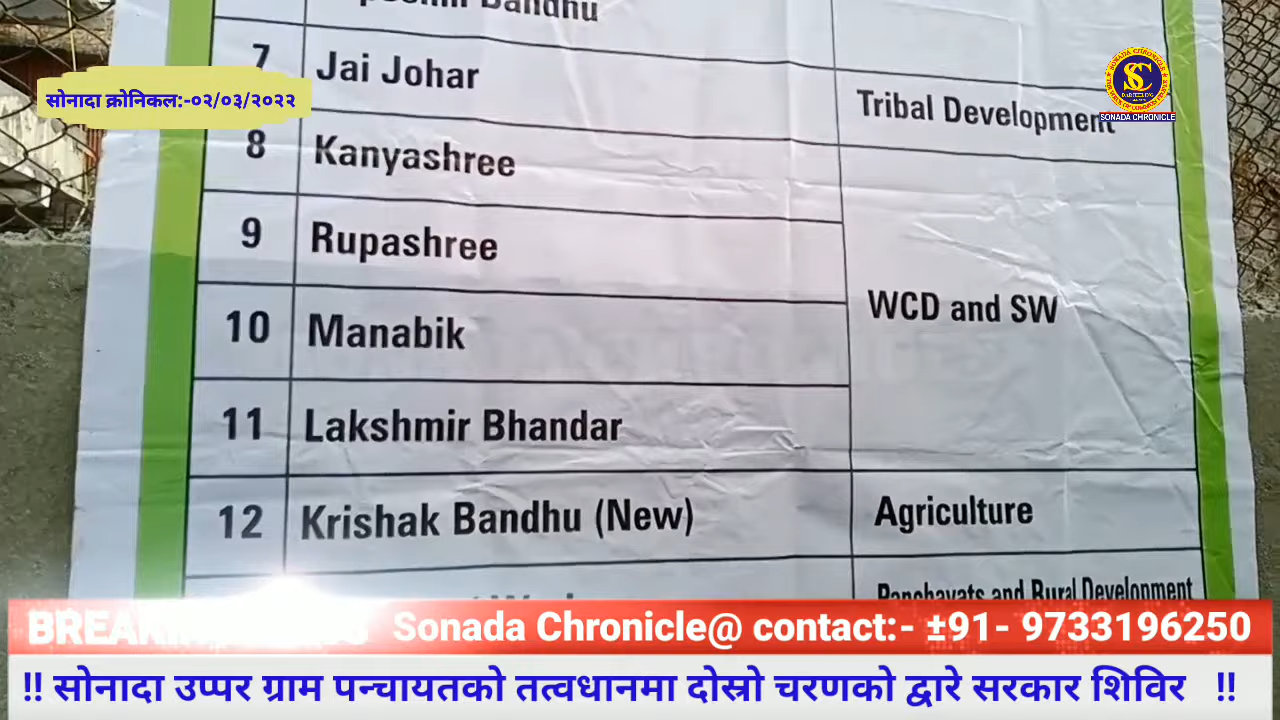 Bandhu
7 Jai Johar
Tribal Development
सोनादा क्रोनिकल:-०२/०३/२०२२
SONADA CHRONICLE
8 Kanyashree
9 Rupashree
WCD and SW
10 Manabik
11 Lakshmir Bhandar
12 Krishak Bandhu (New)
Agriculture
Panchayats and Rural Development
Sonada Chronicle@ contact:- ±91- 9733196250
!! सोनादा उप्पर ग्राम पन्चायतको तत्वधानमा दोस्रो चरणको द्वारे सरकार शिविर !!